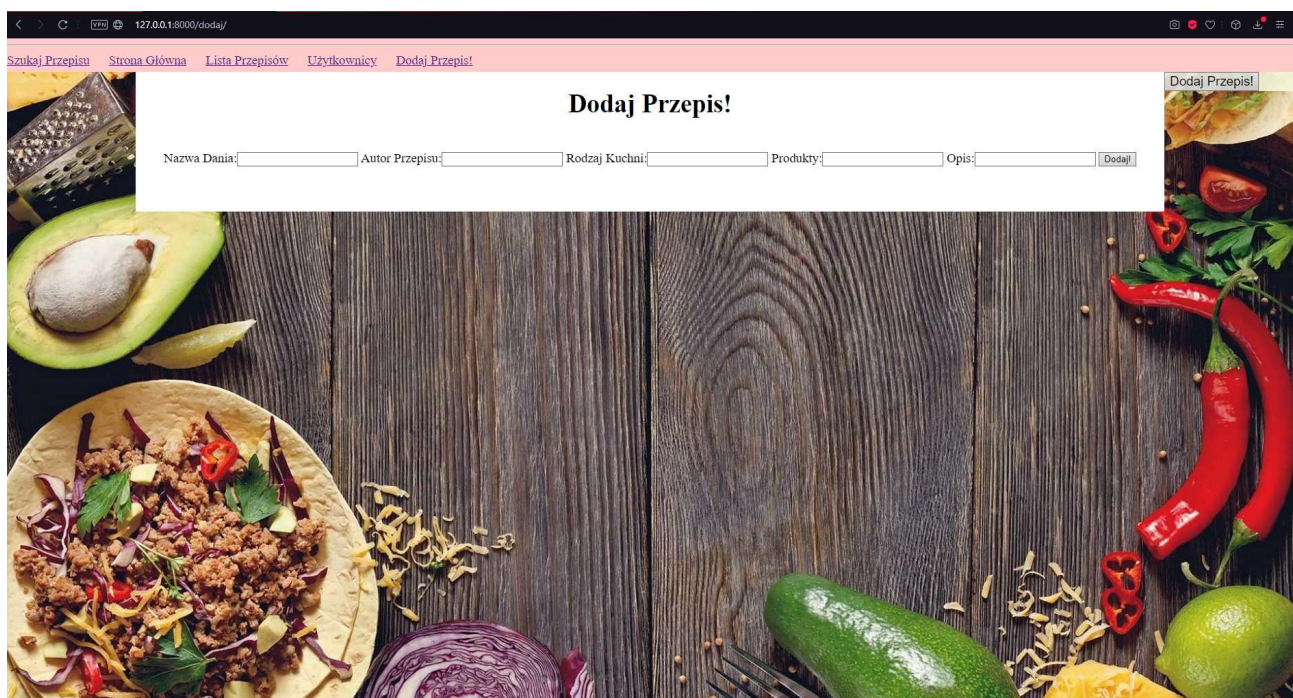 VPN 127.0.0.1:8000/dodaj/
Szukaj Przepisu Strona Główna Lista Przepisów Użytkownicy Dodaj Przepis!
Dodaj Przepis!
Dodaj Przepis!
Nazwa Dania: Autor Przepisu: Rodzaj Kuchni: Produkty: Opis: Dodaj!